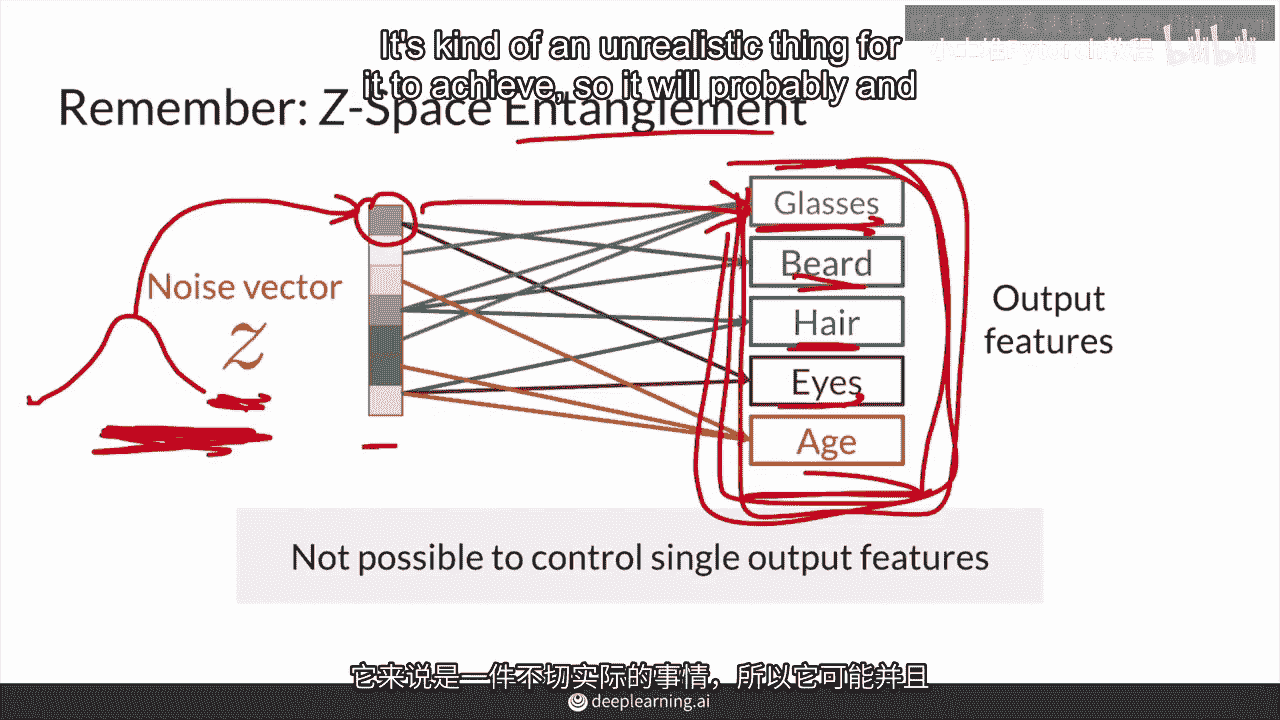 It's kind of an unrealistic thing for
it to achieve, so it will probably and
Remember: Z-Space Entanglement
Noise vector
z
Glasses
Beard
Hair
Eyes
Age
Output
features
Not possible to control single output features
它来说是一件不切实际的事情，所以它可能并且
deeplearning.ai